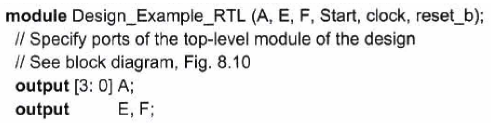 module Design_Example_RTL (A, E, F, Start, clock, reset_b);
// Specify ports of the top-level module of the design
// See block diagram, Fig. 8.10
output [3: 0] A;
output E, F;